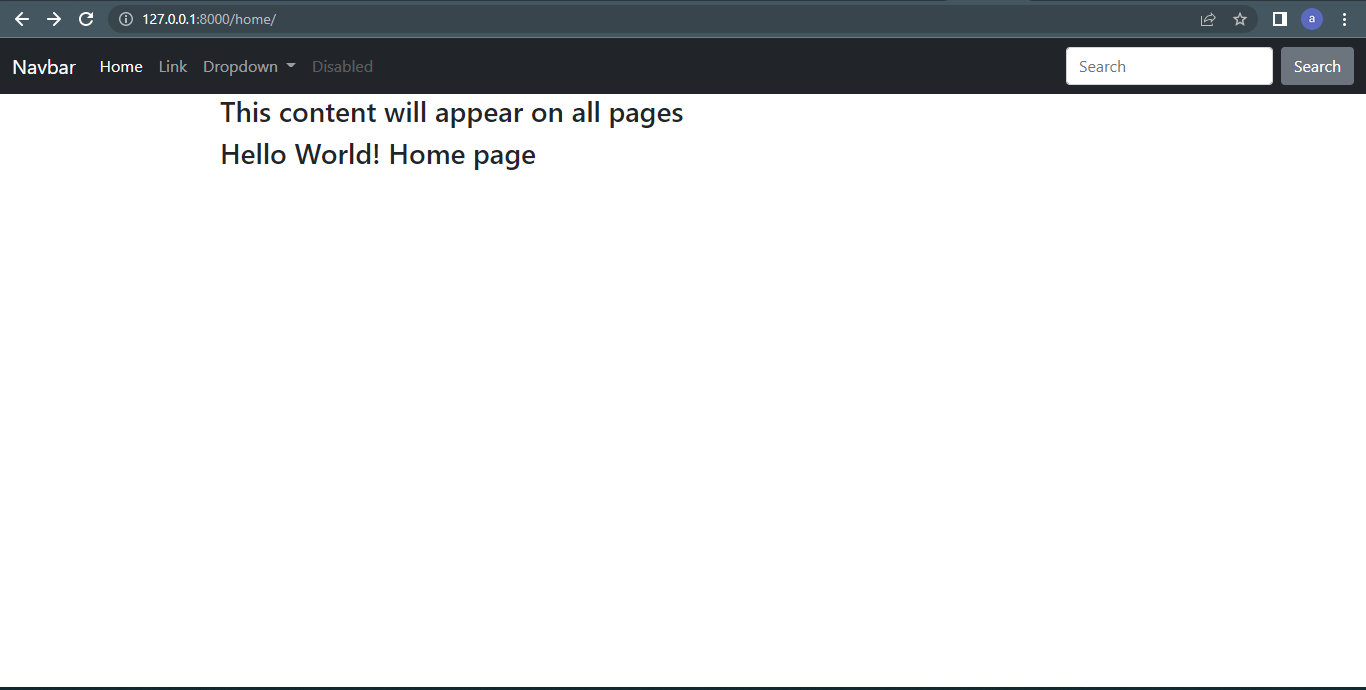 127.0.0.1:8000/home/
a
Navbar Home Link Dropdown Disabled Search Search
This content will appear on all pages
Hello World! Home page